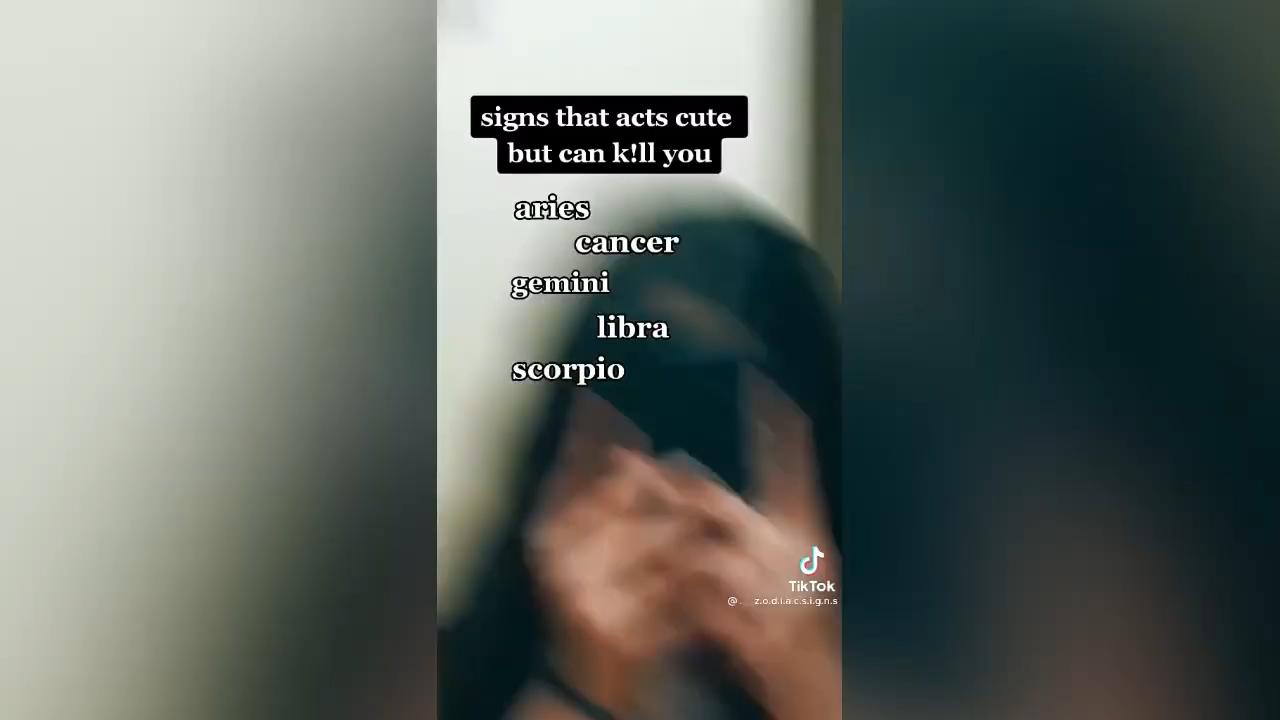 signs that acts cute
but can k!ll you
aries
cancer
gemini
libra
scorpio
TikTok
@. z.o.d.i.a.c.s.i.g.n.s